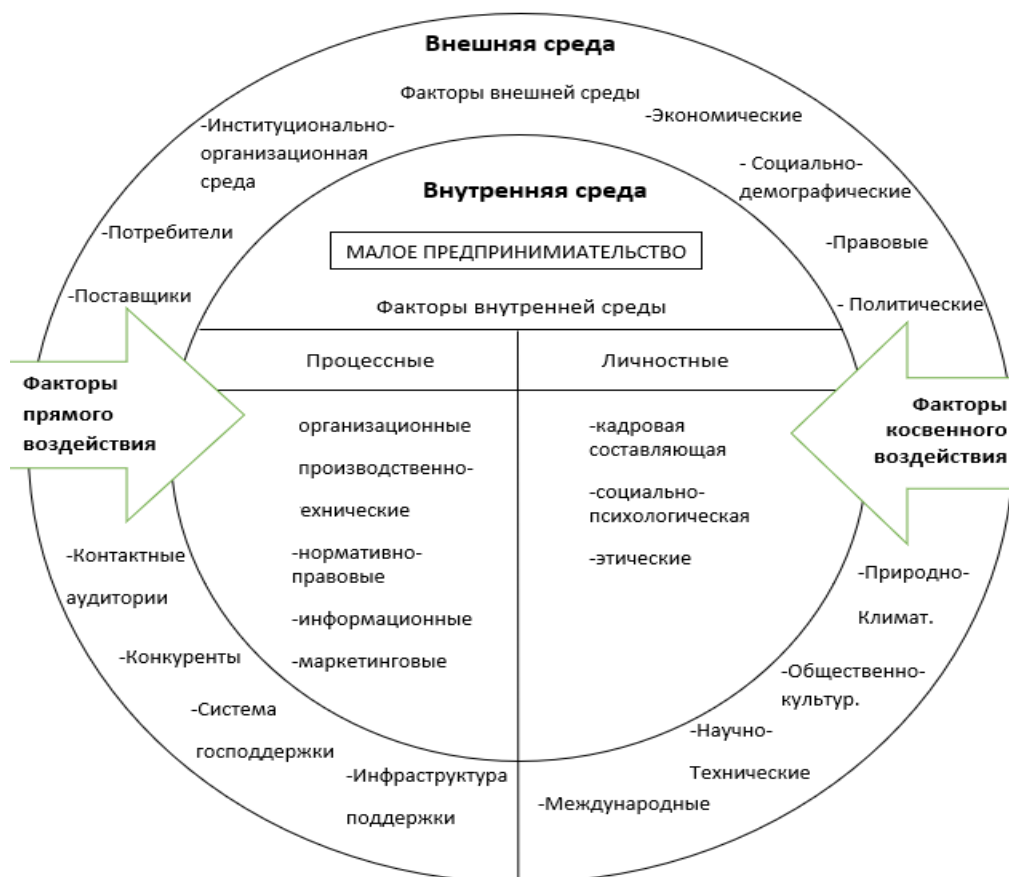 Внешняя среда
Факторы внешней среды
-Институционально-
организационная
среда
-Экономические
- Социально-
демографические
-Потребители
-Правовые
-Поставщики
- Политические
Внутренняя среда
МАЛОЕ ПРЕДПРИНИМИАТЕЛЬСТВО
Факторы внутренней среды
Процессные
Личностные
Факторы
прямого
воздействия
Факторы
косвенного
воздействия
организационные
производственно-
ехнические
-нормативно-
правовые
-информационные
-маркетинговые
-кадровая
составляющая
-социально-
психологическая
-этические
-Контактные
аудитории
-Конкуренты
-Система
господдержки
-Инфраструктура
поддержки
-Природно-
Климат.
-Общественно-
культур.
-Научно-
Технические
-Международные